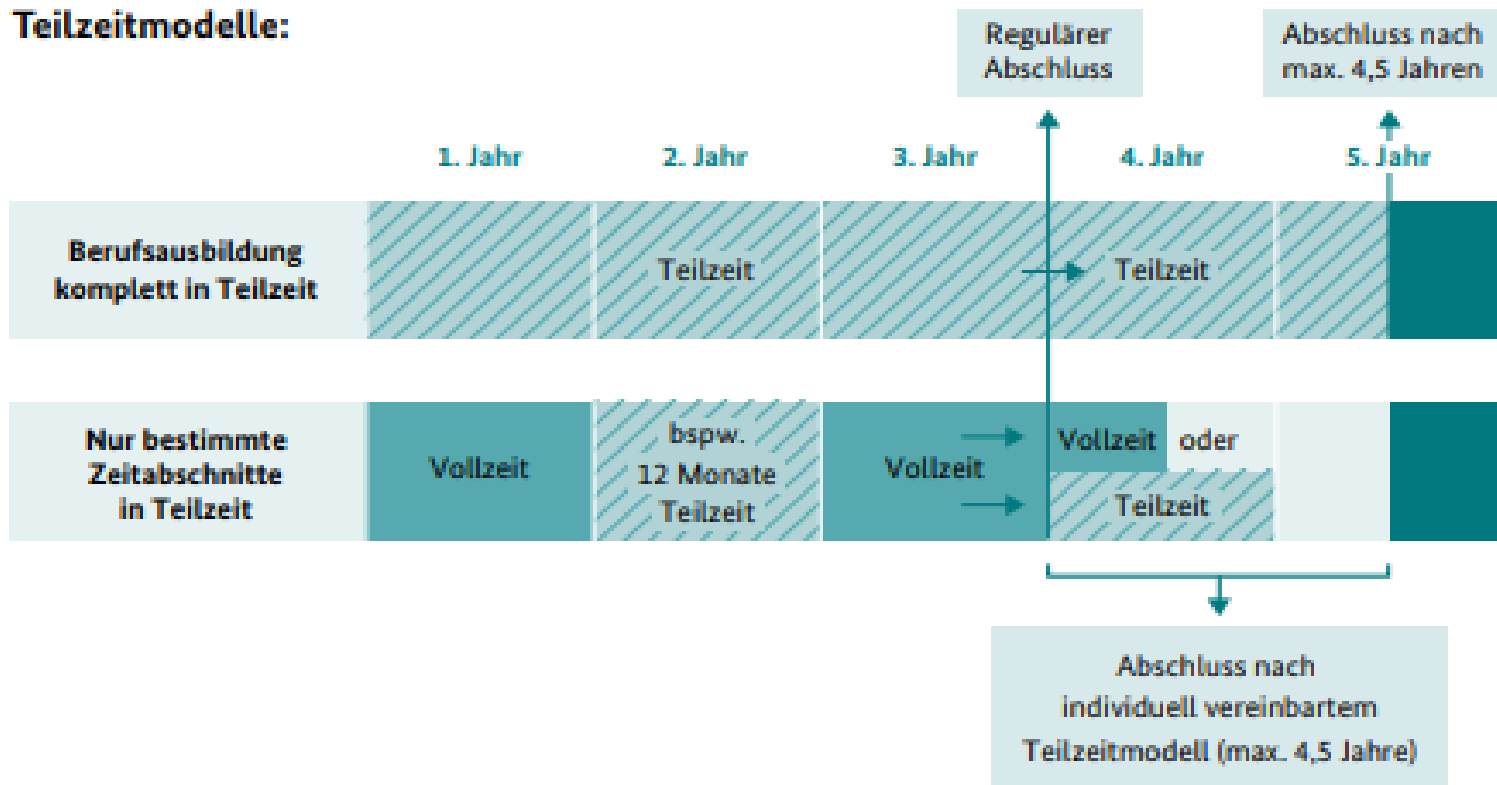 Teilzeitmodelle:
Regulärer
Abschluss
Abschluss nach
max. 4,5 Jahren
1. Jahr
2. Jahr
3. Jahr
4. Jahr
5. Jahr
Berufsausbildung
komplett in Teilzeit
Teilzeit
Teilzeit
Nur bestimmte
Zeitabschnitte
in Teilzeit
Vollzeit
bspw.
12 Monate
Teilzeit
Vollzeit
Vollzeit oder
Teilzeit
Abschluss nach
individuell vereinbartem
Teilzeitmodell (max. 4,5 Jahre)